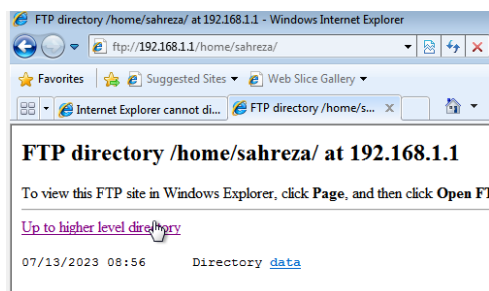 FTP directory /home/sahreza/ at 192.168.1.1 - Windows Internet Explorer
ftp://192.168.1.1/home/sahreza/
Favorites Suggested Sites Web Slice Gallery
Internet Explorer cannot di... FTP directory /home/s... X
FTP directory /home/sahreza/ at 192.168.1.1
To view this FTP site in Windows Explorer, click Page, and then click Open FT
Up to higher level directory
07/13/2023 08:56 Directory data